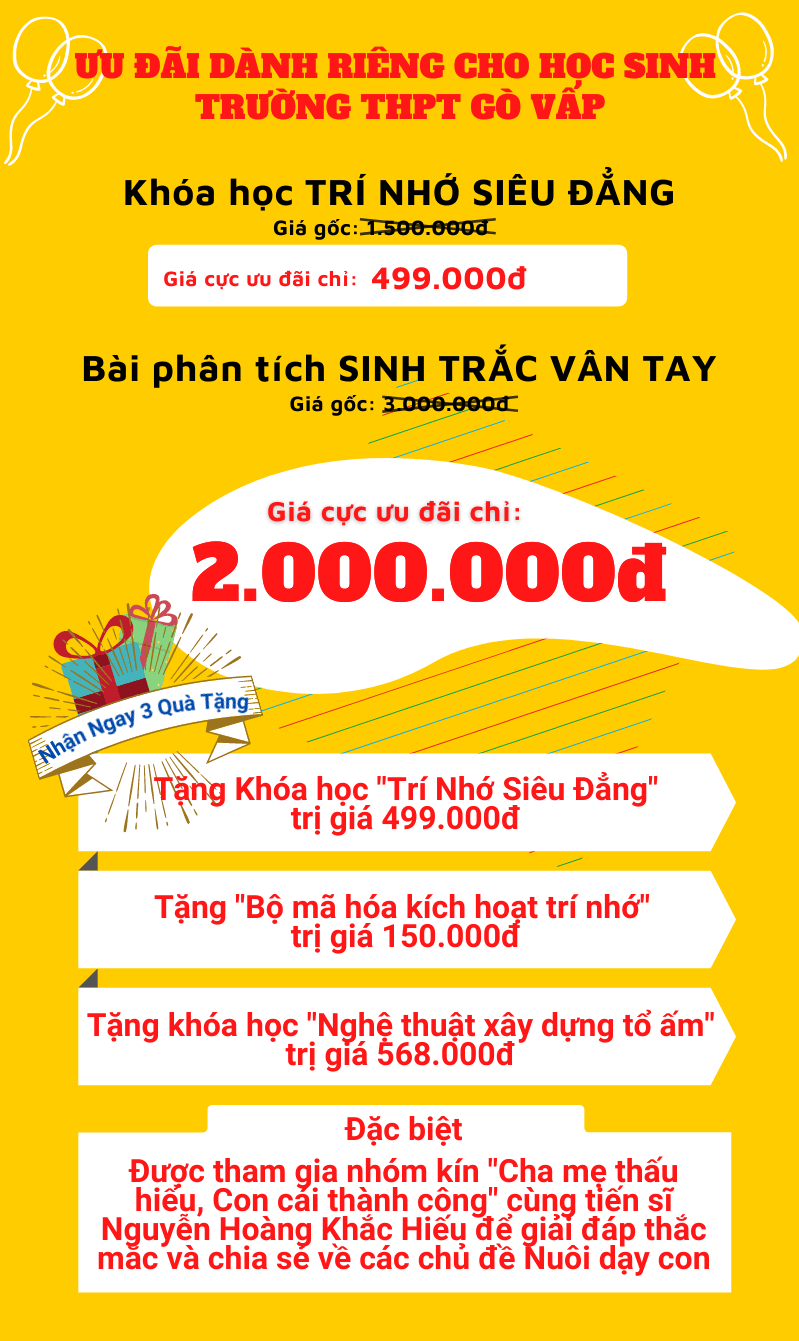 ƯU ĐÃI DÀNH RIÊNG CHO HỌC SINH
TRƯỜNG THPT GÒ VẤP
Khóa học TRÍ NHỚ SIÊU ĐẲNG
Giá gốc: 1.500.000đ
Giá cực ưu đãi chỉ: 499.000đ
Bài phân tích SINH TRẮC VÂN TAY
Giá gốc: 3.000.000đ
Giá cực ưu đãi chỉ:
2.000.000đ
Nhận Ngay 3 Quà Tặng
Tặng Khóa học "Trí Nhớ Siêu Đẳng"
trị giá 499.000đ
Tặng "Bộ mã hóa kích hoạt trí nhớ"
trị giá 150.000đ
Tặng khóa học "Nghệ thuật xây dựng tổ ấm"
trị giá 568.000đ
Đặc biệt
Được tham gia nhóm kín "Cha mẹ thấu
hiểu, Con cái thành công" cùng tiến sĩ
Nguyễn Hoàng Khắc Hiếu để giải đáp thắc
mắc và chia sẻ về các chủ đề Nuôi dạy con